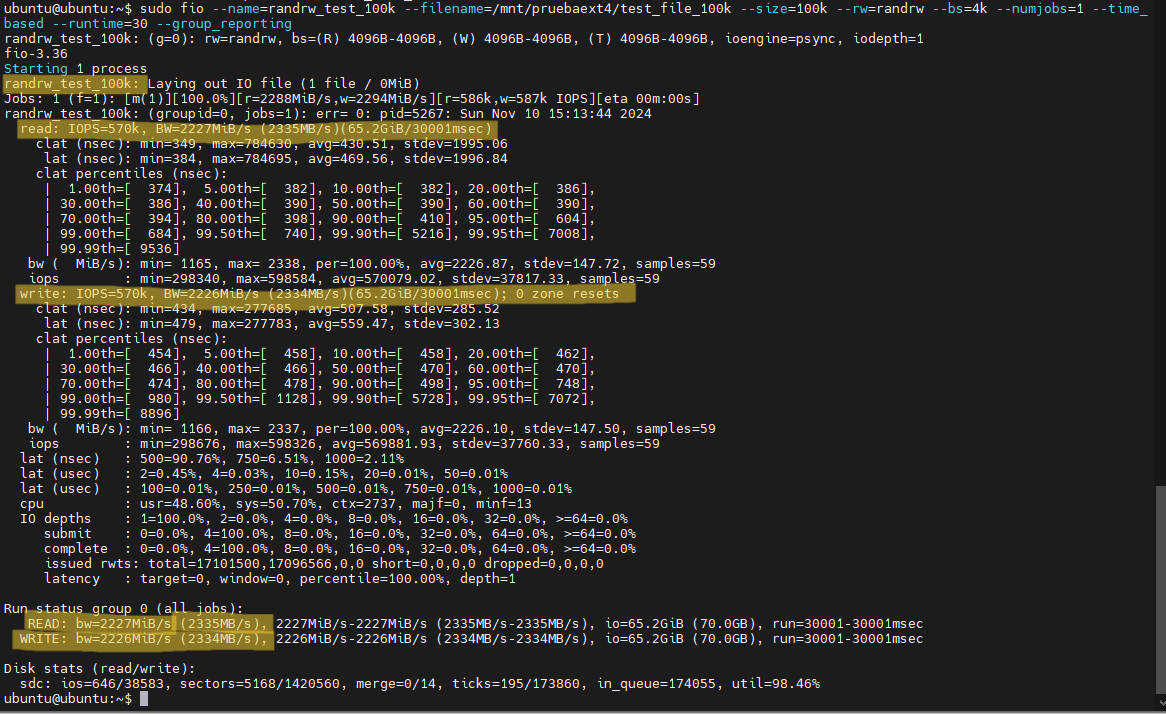 ubuntu@ubuntu:~$ sudo fio --name=randrw_test_100k --filename=/mnt/pruebaext4/test_file_100k --size=100k --rw=randrw --bs=4k --numjobs=1 --time_
based --runtime=30 --group_reporting
randrw_test_100k: (g=0): rw=randrw, bs=(R) 4096B-4096B, (W) 4096B-4096B, (T) 4096B-4096B, ioengine=psync, iodepth=1
fio-3.36
Starting 1 process
randrw_test_100k: Laying out IO file (1 file / 0MiB)
Jobs: 1 (f=1): [m(1)][100.0%][r=2288MiB/s,w=2294MiB/s][r=586k,w=587k IOPS][eta 00m:00s]
randrw_test_100k: (groupid=0, jobs=1): err= 0: pid=5267: Sun Nov 10 15:13:44 2024
read: IOPS=570k, BW=2227MiB/s (2335MB/s)(65.2GiB/30001msec)
clat (nsec): min=349, max=784630, avg=430.51, stdev=1995.06
lat (nsec): min=384, max=784695, avg=469.56, stdev=1996.84
clat percentiles (nsec):
|  1.00th=[  374],  5.00th=[  382], 10.00th=[  382], 20.00th=[  386],
| 30.00th=[  386], 40.00th=[  390], 50.00th=[  390], 60.00th=[  390],
| 70.00th=[  394], 80.00th=[  398], 90.00th=[  410], 95.00th=[  604],
| 99.00th=[  684], 99.50th=[  740], 99.90th=[ 5216], 99.95th=[ 7008],
| 99.99th=[ 9536]
bw (  MiB/s): min= 1165, max= 2338, per=100.00%, avg=2226.87, stdev=147.72, samples=59
iops        : min=298340, max=598584, avg=570079.02, stdev=37817.33, samples=59
write: IOPS=570k, BW=2226MiB/s (2334MB/s)(65.2GiB/30001msec); 0 zone resets
clat (nsec): min=434, max=277685, avg=507.58, stdev=285.52
lat (nsec): min=479, max=277783, avg=559.47, stdev=302.13
clat percentiles (nsec):
|  1.00th=[  454],  5.00th=[  458], 10.00th=[  458], 20.00th=[  462],
| 30.00th=[  466], 40.00th=[  466], 50.00th=[  470], 60.00th=[  470],
| 70.00th=[  474], 80.00th=[  478], 90.00th=[  498], 95.00th=[  748],
| 99.00th=[  980], 99.50th=[ 1128], 99.90th=[ 5728], 99.95th=[ 7072],
| 99.99th=[ 8896]
bw (  MiB/s): min= 1166, max= 2337, per=100.00%, avg=2226.10, stdev=147.50, samples=59
iops        : min=298676, max=598326, avg=569881.93, stdev=37760.33, samples=59
lat (nsec)   : 500=90.76%, 750=6.51%, 1000=2.11%
lat (usec)   : 2=0.45%, 4=0.03%, 10=0.15%, 20=0.01%, 50=0.01%
lat (usec)   : 100=0.01%, 250=0.01%, 500=0.01%, 750=0.01%, 1000=0.01%
cpu          : usr=48.60%, sys=50.70%, ctx=2737, majf=0, minf=13
IO depths    : 1=100.0%, 2=0.0%, 4=0.0%, 8=0.0%, 16=0.0%, 32=0.0%, >=64=0.0%
submit    : 0=0.0%, 4=100.0%, 8=0.0%, 16=0.0%, 32=0.0%, 64=0.0%, >=64=0.0%
complete  : 0=0.0%, 4=100.0%, 8=0.0%, 16=0.0%, 32=0.0%, 64=0.0%, >=64=0.0%
issued rwts: total=17101500,17096566,0,0 short=0,0,0,0 dropped=0,0,0,0
latency   : target=0, window=0, percentile=100.00%, depth=1
Run status group 0 (all jobs):
READ: bw=2227MiB/s (2335MB/s), 2227MiB/s-2227MiB/s (2335MB/s-2335MB/s), io=65.2GiB (70.0GB), run=30001-30001msec
WRITE: bw=2226MiB/s (2334MB/s), 2226MiB/s-2226MiB/s (2334MB/s-2334MB/s), io=65.2GiB (70.0GB), run=30001-30001msec
Disk stats (read/write):
sdc: ios=646/38583, sectors=5168/1420560, merge=0/14, ticks=195/173860, in_queue=174055, util=98.46%
ubuntu@ubuntu:~$